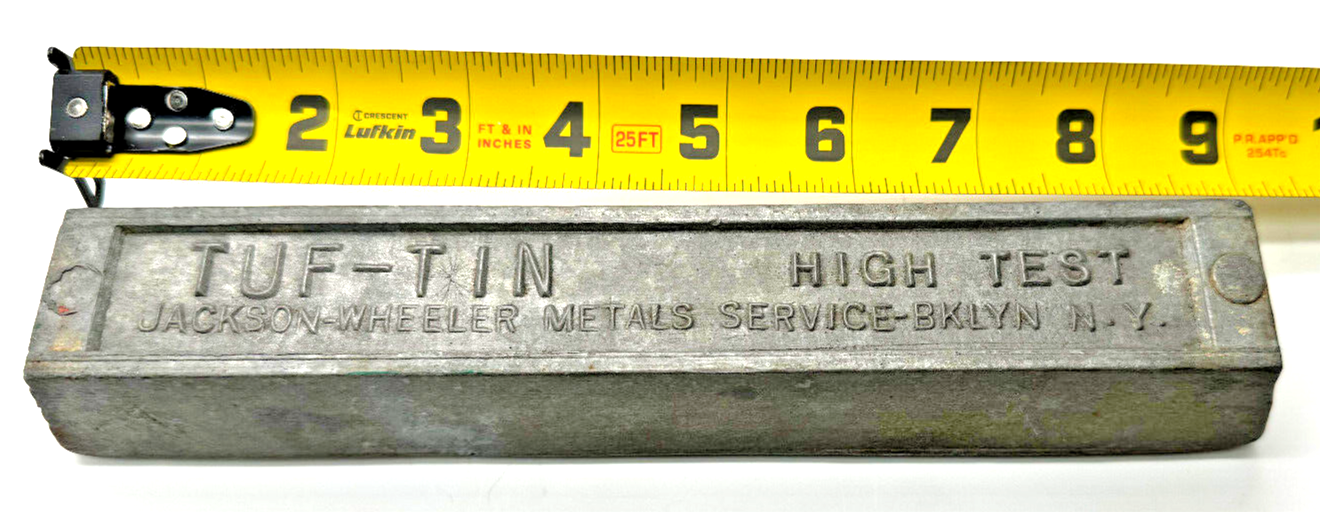 2 3 4 5 6 7 8 9
CRESCENT
Lufkin
FT & IN
INCHES
25FT
P.R.APP'D
254Tc
TUF-TIN HIGH TEST
JACKSON-WHEELER METALS SERVICE-BKLYN N.Y.